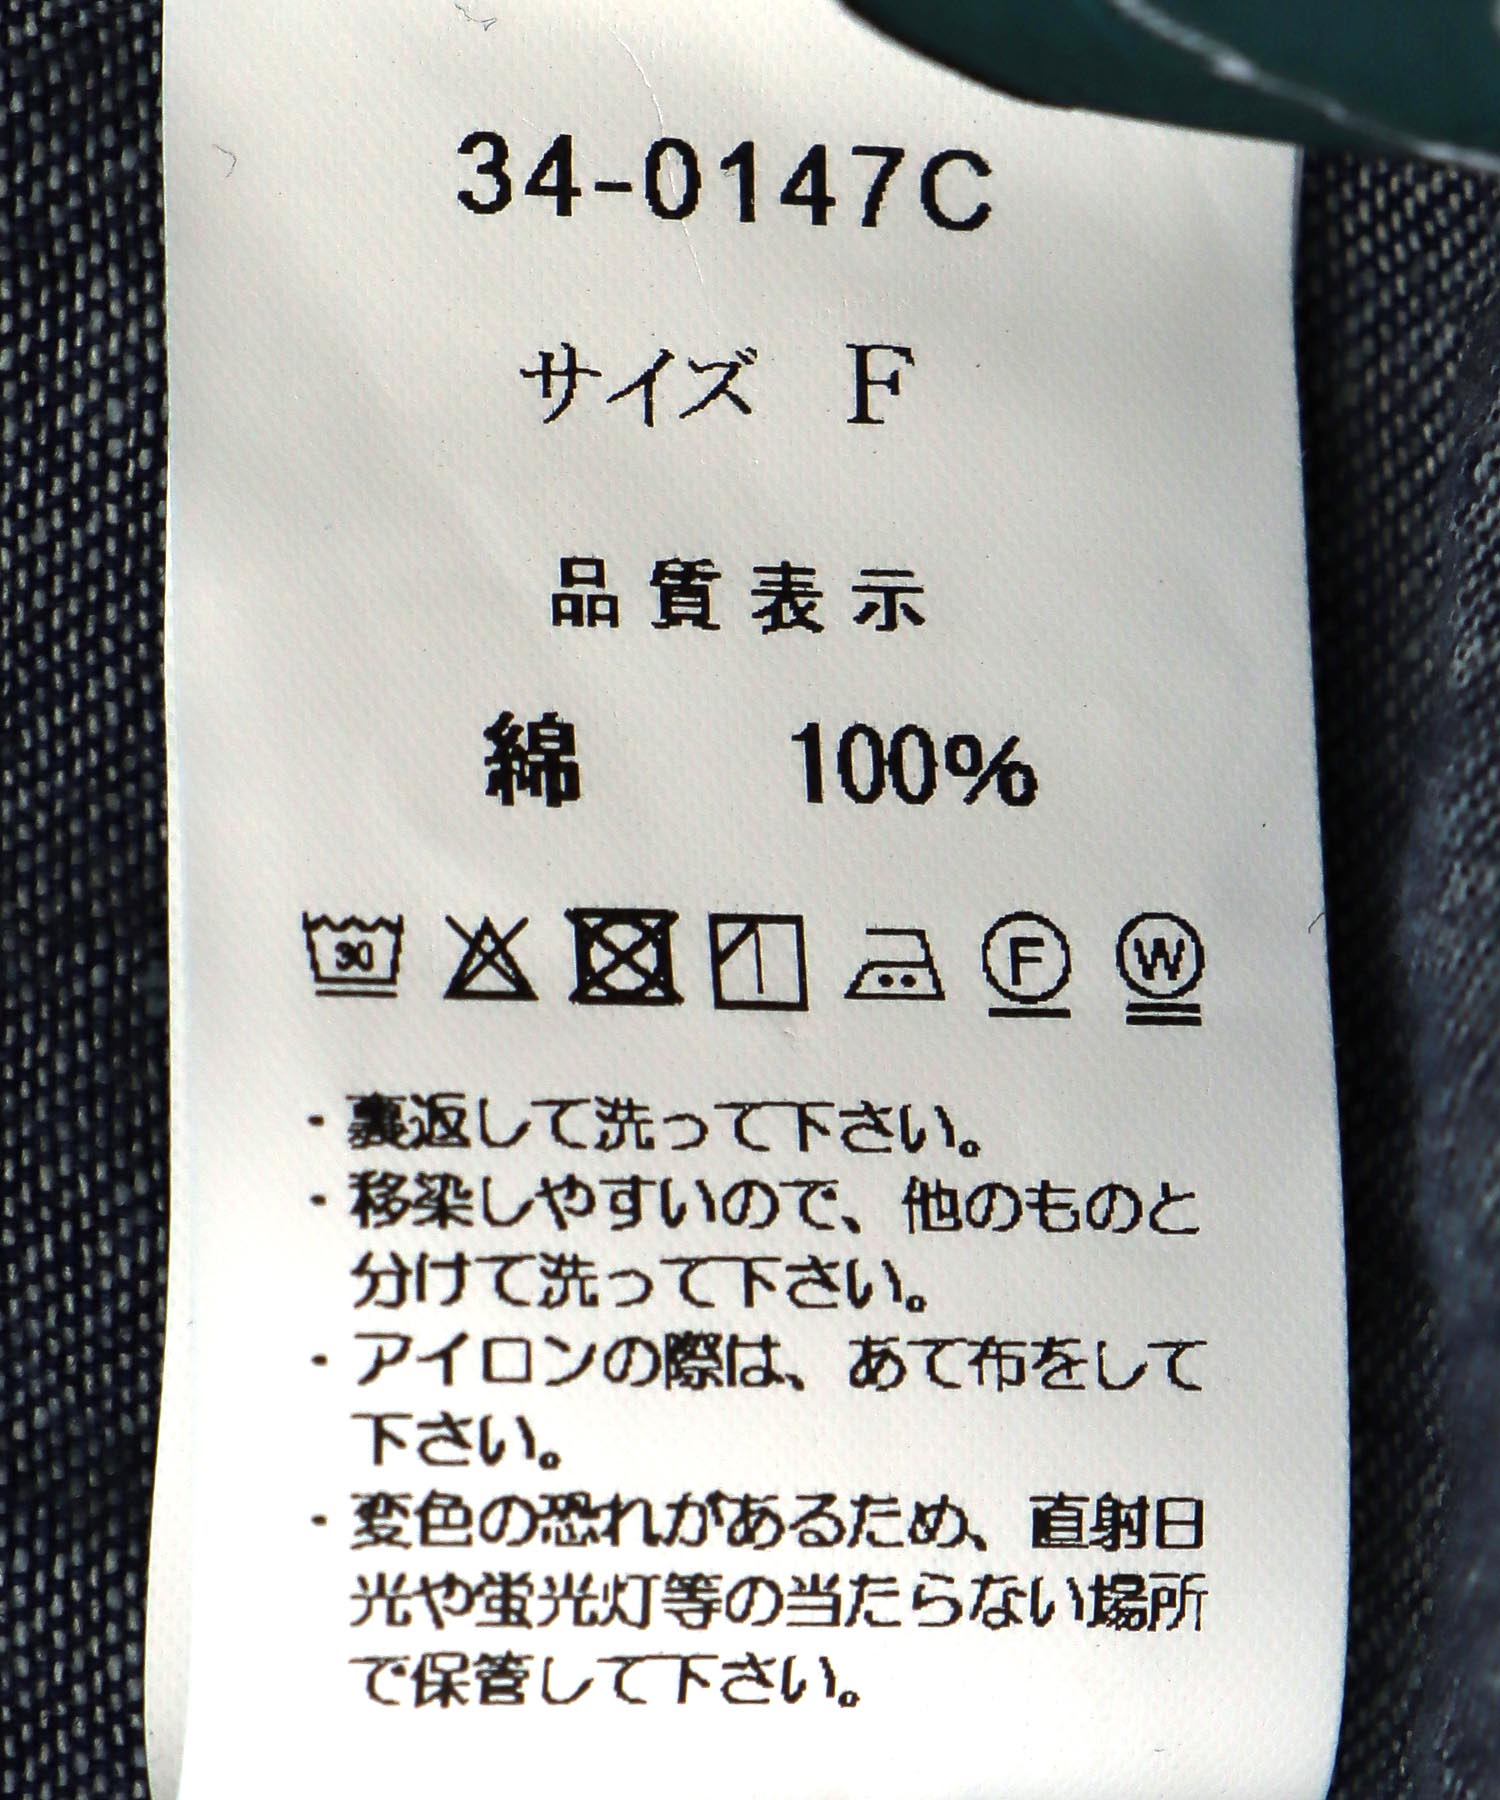 34-0147C
サイズ F
品質表示
綿 100%
30 F W
・裏返して洗って下さい。
・移染しやすいので、他のものと
分けて洗って下さい。
・アイロンの際は、あて布をして
下さい。
・変色の恐れがあるため、直射日
光や蛍光灯等の当たらない場所
で保管して下さい。